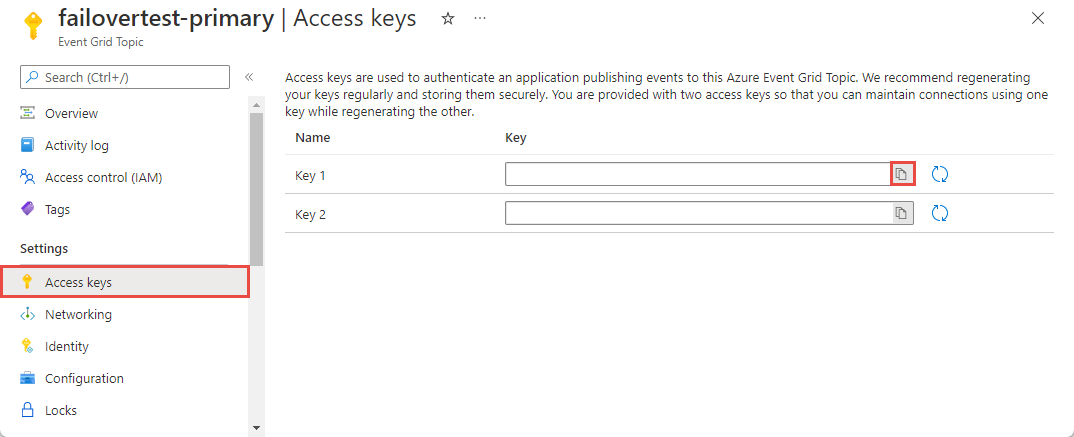 failovertest-primary | Access keys
Event Grid Topic
Search (Ctrl+/)
Overview
Activity log
Access control (IAM)
Tags
Settings
Access keys
Networking
Identity
Configuration
Locks
Access keys are used to authenticate an application publishing events to this Azure Event Grid Topic. We recommend regenerating
your keys regularly and storing them securely. You are provided with two access keys so that you can maintain connections using one
key while regenerating the other.
Name Key
Key 1
Key 2